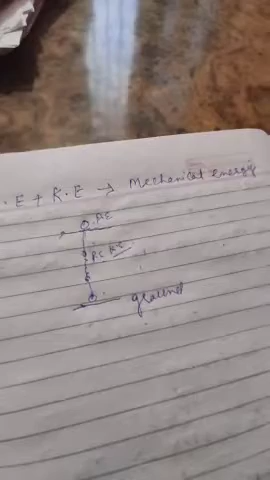 . E + K. E → Mechanical energy
P.E
P.E K.E
ground